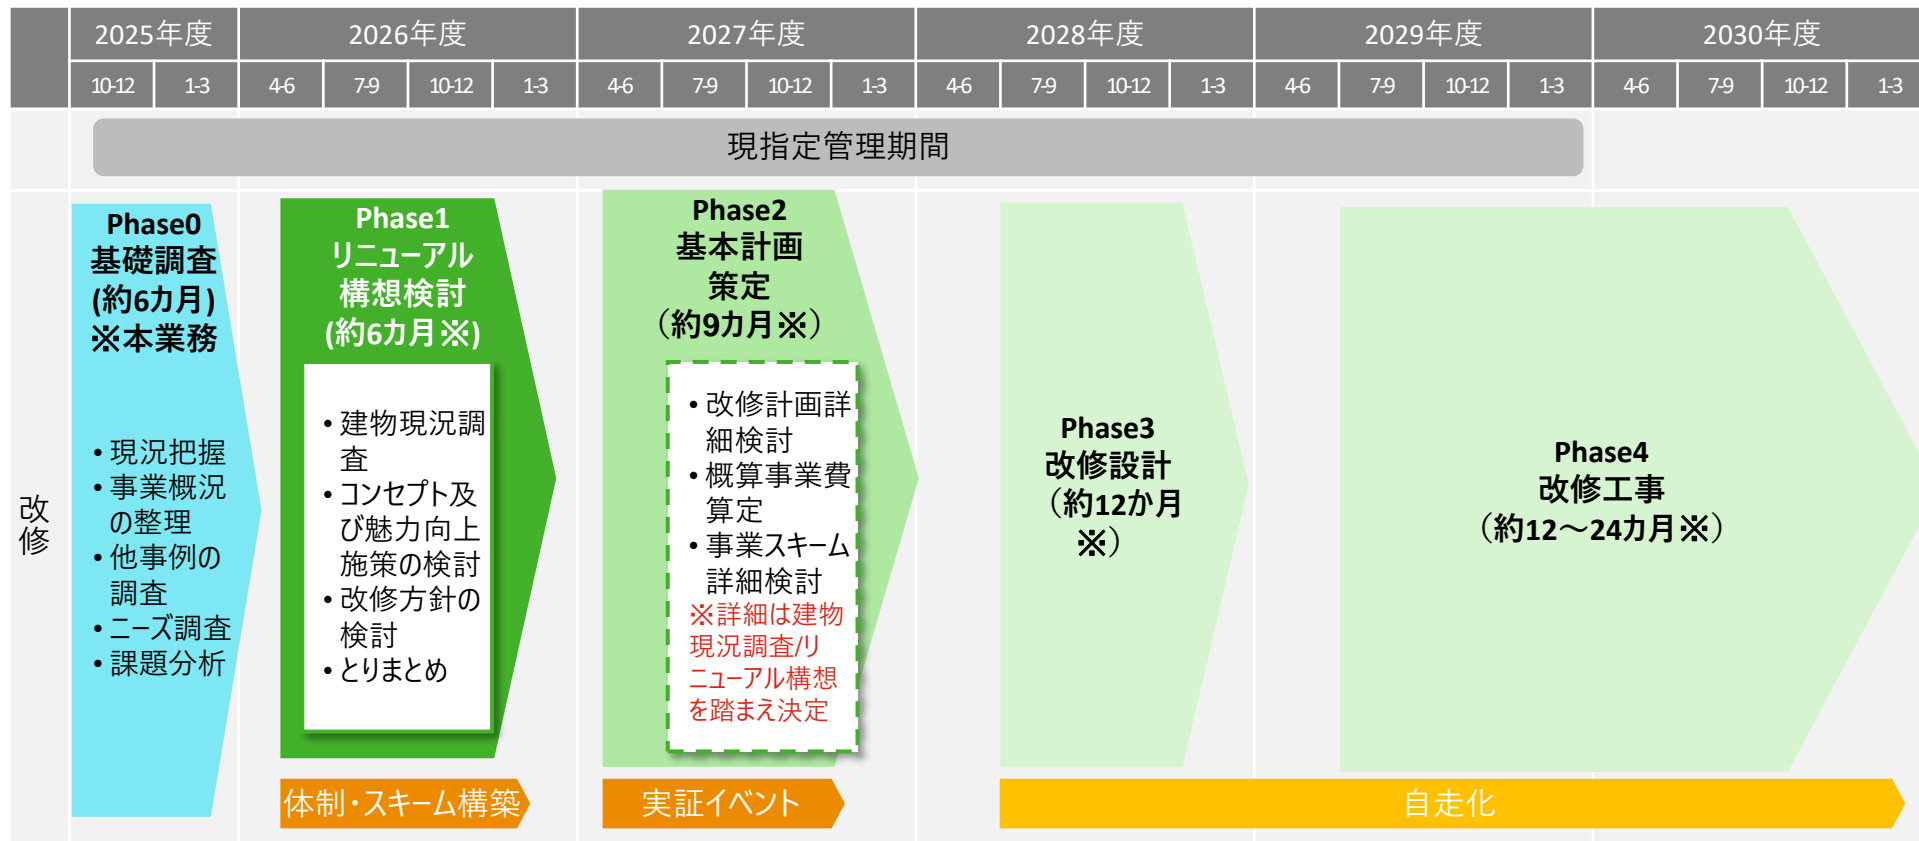 2025年度 2026年度 2027年度 2028年度 2029年度 2030年度
10-12 1-3 4-6 7-9 10-12 1-3 4-6 7-9 10-12 1-3 4-6 7-9 10-12 1-3 4-6 7-9 10-12 1-3 4-6 7-9 10-12 1-3
現指定管理期間
改修
Phase0
基礎調査
(約6カ月)
※本業務
• 現況把握
• 事業概況
の整理
• 他事例の
調査
• ニーズ調査
• 課題分析
Phase1
リニューアル
構想検討
(約6カ月※)
• 建物現況調
査
• コンセプト及
び魅力向上
施策の検討
• 改修方針の
検討
• とりまとめ
Phase2
基本計画
策定
（約9カ月※）
• 改修計画詳
細検討
• 概算事業費
算定
• 事業スキーム
詳細検討
※詳細は建物
現況調査/リ
ニューアル構想
を踏まえ決定
Phase3
改修設計
（約12か月
※）
Phase4
改修工事
（約12～24カ月※）
体制・スキーム構築
実証イベント
自走化